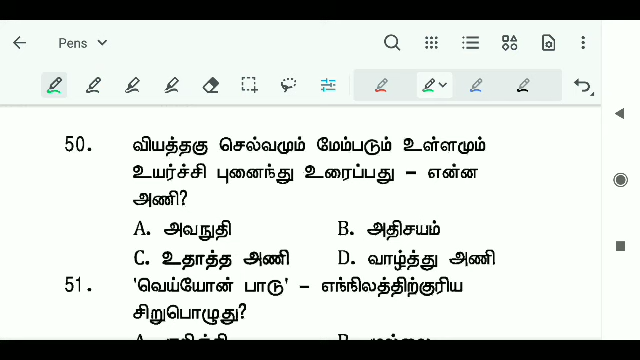 Pens
50. வியத்தகு செல்வமும் மேம்படும் உள்ளமும்
உயர்ச்சி புனைந்து உரைப்பது – என்ன
அணி?
A. அவநுதி B. அதிசயம்
C. உதாத்த அணி D. வாழ்த்து அணி
51. 'வெய்யோன் பாடு' – எந்நிலத்திற்குரிய
சிறுபொழுது?